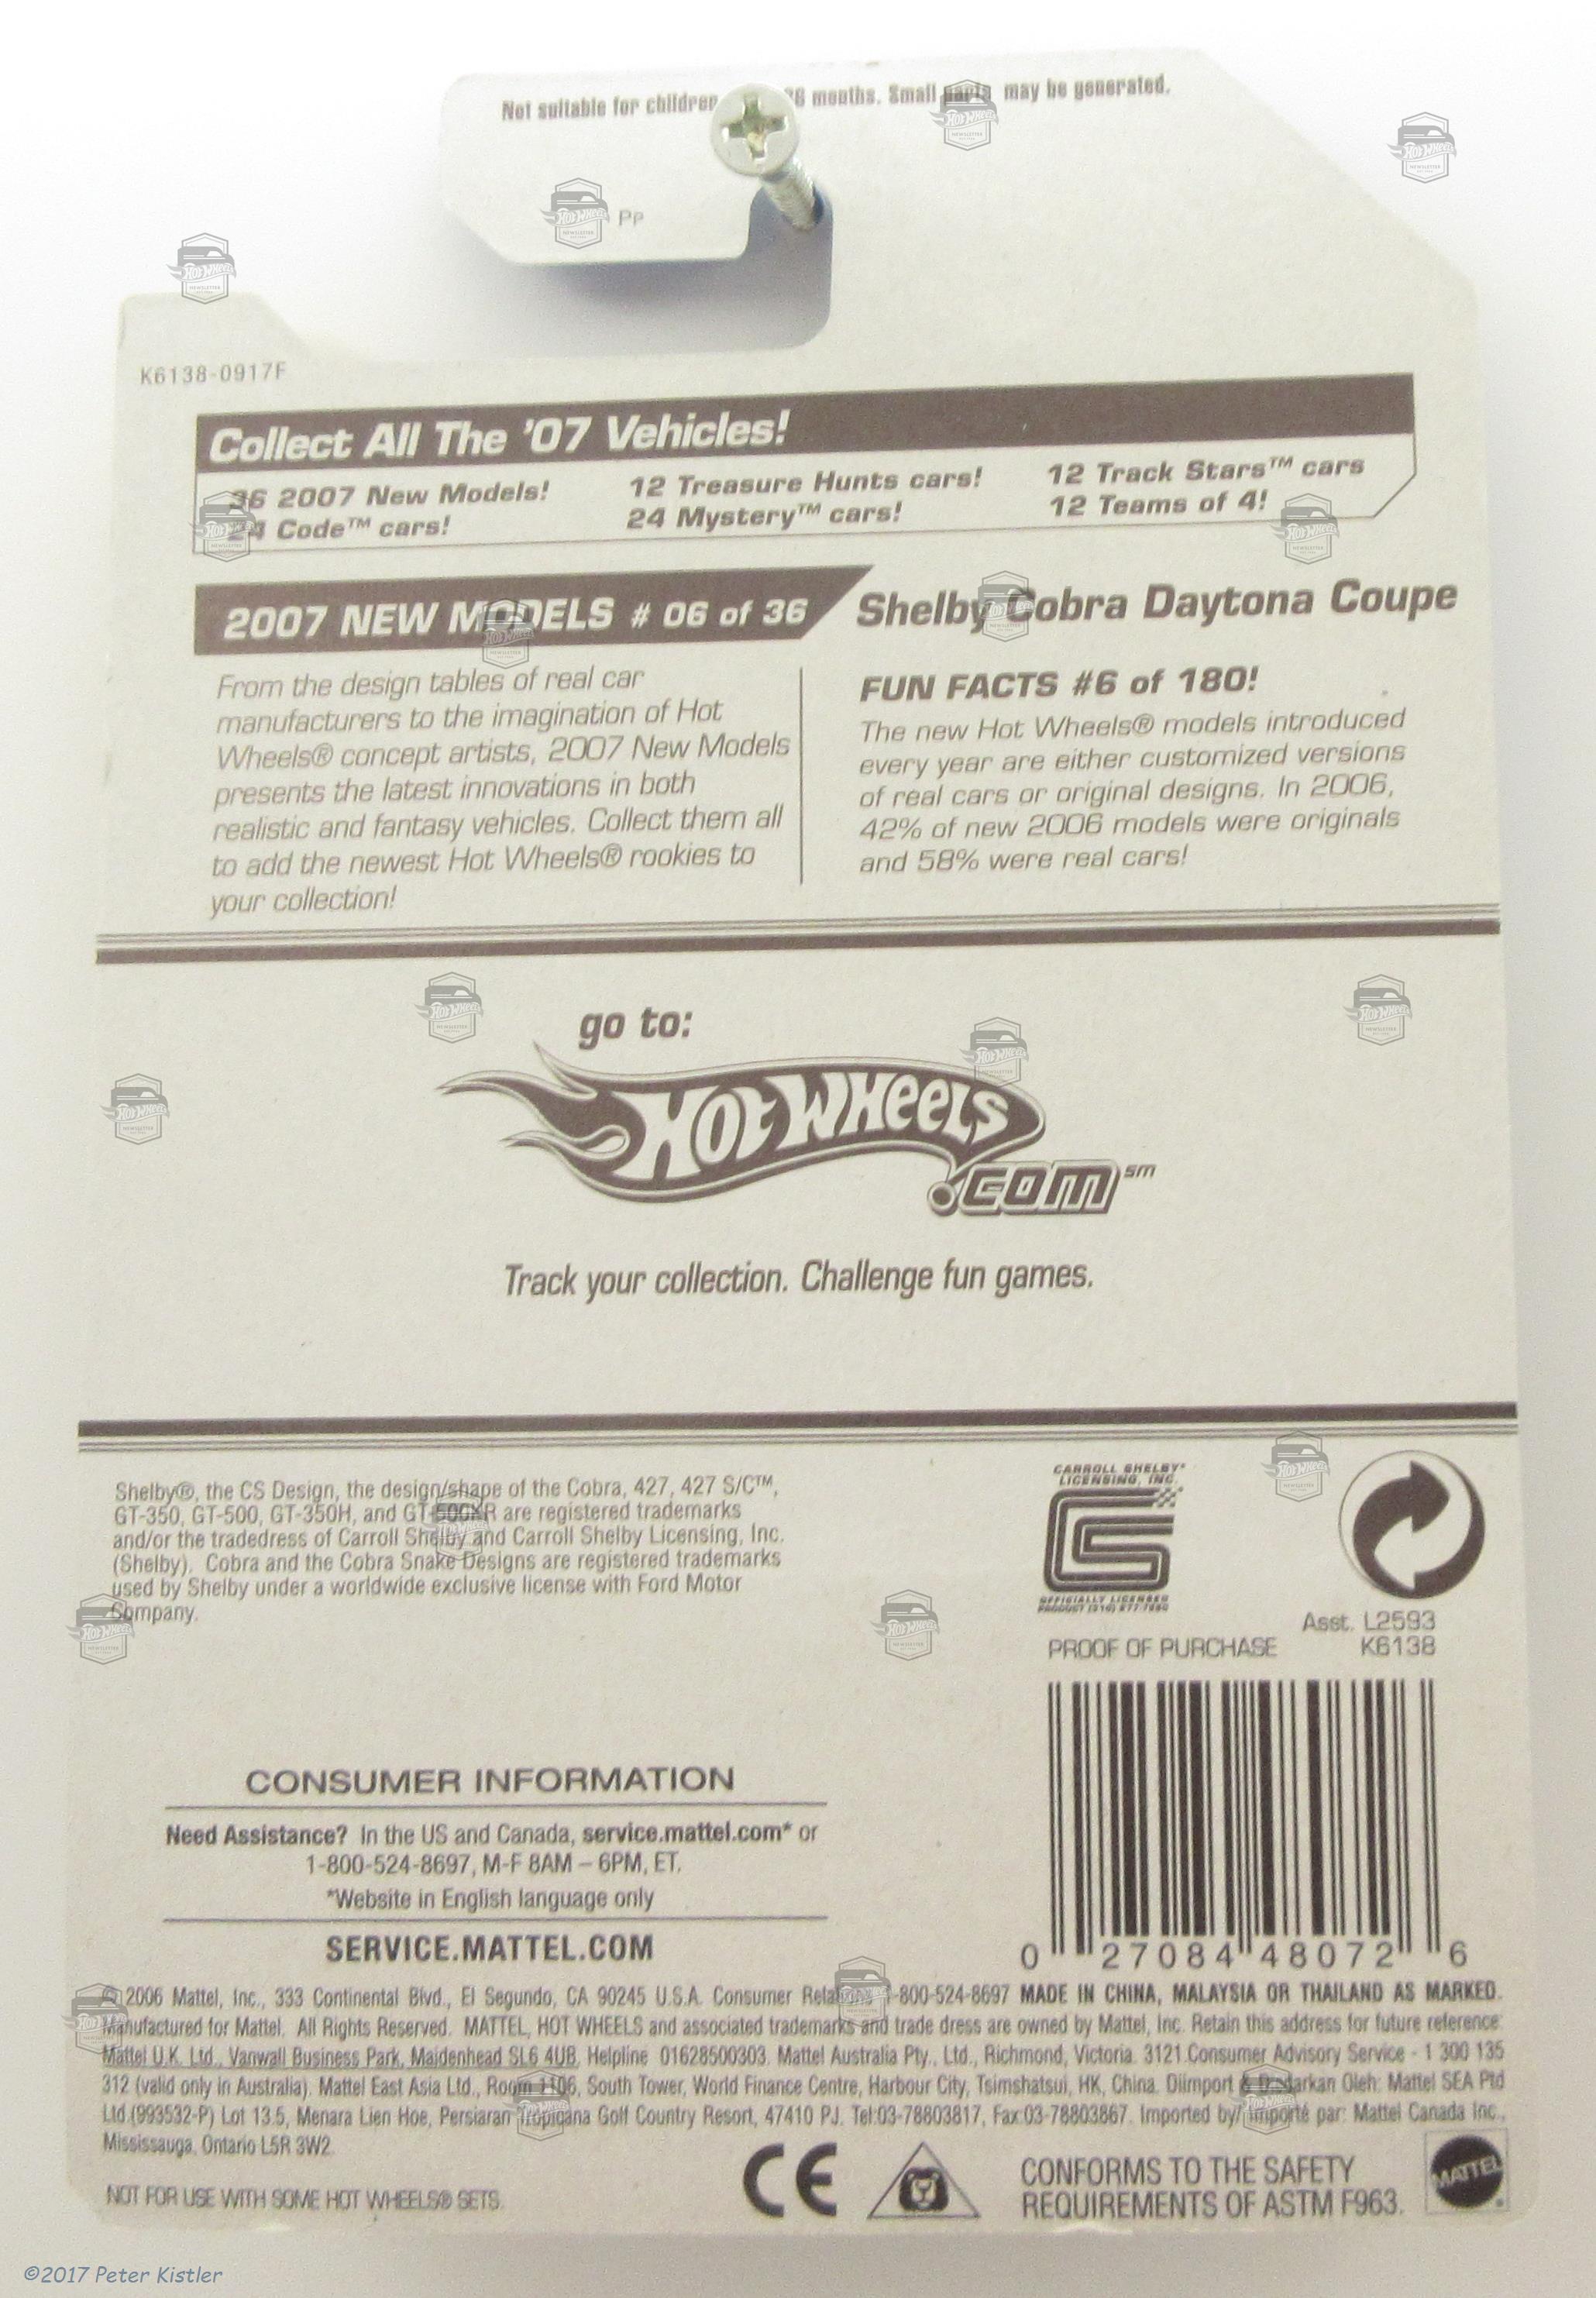 Not suitable for children 36 months. Small parts may be generated.
Pp
K6138-0917F
Collect All The '07 Vehicles!
36 2007 New Models! 12 Treasure Hunts cars! 12 Track Stars™ cars
24 Code™ cars! 24 Mystery™ cars! 12 Teams of 4!
2007 NEW MODELS # 06 of 36 Shelby Cobra Daytona Coupe
From the design tables of real car
manufacturers to the imagination of Hot
Wheels® concept artists, 2007 New Models
presents the latest innovations in both
realistic and fantasy vehicles. Collect them all
to add the newest Hot Wheels® rookies to
your collection!
FUN FACTS #6 of 180!
The new Hot Wheels® models introduced
every year are either customized versions
of real cars or original designs. In 2006,
42% of new 2006 models were originals
and 58% were real cars!
go to:
HOT WHEELS
.com℠
Track your collection. Challenge fun games.
Shelby®, the CS Design, the design/shape of the Cobra, 427, 427 S/C™,
GT-350, GT-500, GT-350H, and GT-500KR are registered trademarks
and/or the tradedress of Carroll Shelby and Carroll Shelby Licensing, Inc.
(Shelby). Cobra and the Cobra Snake Designs are registered trademarks
used by Shelby under a worldwide exclusive license with Ford Motor
Company.
CARROLL SHELBY
LICENSING, INC.
CS
OFFICIALLY LICENSED
PRODUCT
Asst. L2593
PROOF OF PURCHASE K6138
0 27084 48072 6
CONSUMER INFORMATION
Need Assistance? In the US and Canada, service.mattel.com* or
1-800-524-8697, M-F 8AM – 6PM, ET.
*Website in English language only
SERVICE.MATTEL.COM
© 2006 Mattel, Inc., 333 Continental Blvd., El Segundo, CA 90245 U.S.A. Consumer Relations 1-800-524-8697 MADE IN CHINA, MALAYSIA OR THAILAND AS MARKED.
Manufactured for Mattel. All Rights Reserved. MATTEL, HOT WHEELS and associated trademarks and trade dress are owned by Mattel, Inc. Retain this address for future reference:
Mattel U.K. Ltd., Vanwall Business Park, Maidenhead SL6 4UB. Helpline 01628500303. Mattel Australia Pty., Ltd., Richmond, Victoria. 3121.Consumer Advisory Service - 1 300 135
312 (valid only in Australia). Mattel East Asia Ltd., Room 1106, South Tower, World Finance Centre, Harbour City, Tsimshatsui, HK, China. Diimport & Diedarkan Oleh: Mattel SEA Ptd
Ltd.(993532-P) Lot 13.5, Menara Lien Hoe, Persiaran Tropicana Golf Country Resort, 47410 PJ. Tel:03-78803817, Fax:03-78803867. Imported by/ Importé par: Mattel Canada Inc.,
Mississauga, Ontario L5R 3W2.
NOT FOR USE WITH SOME HOT WHEELS® SETS.
CE
CONFORMS TO THE SAFETY
REQUIREMENTS OF ASTM F963.
MATTEL
©2017 Peter Kistler